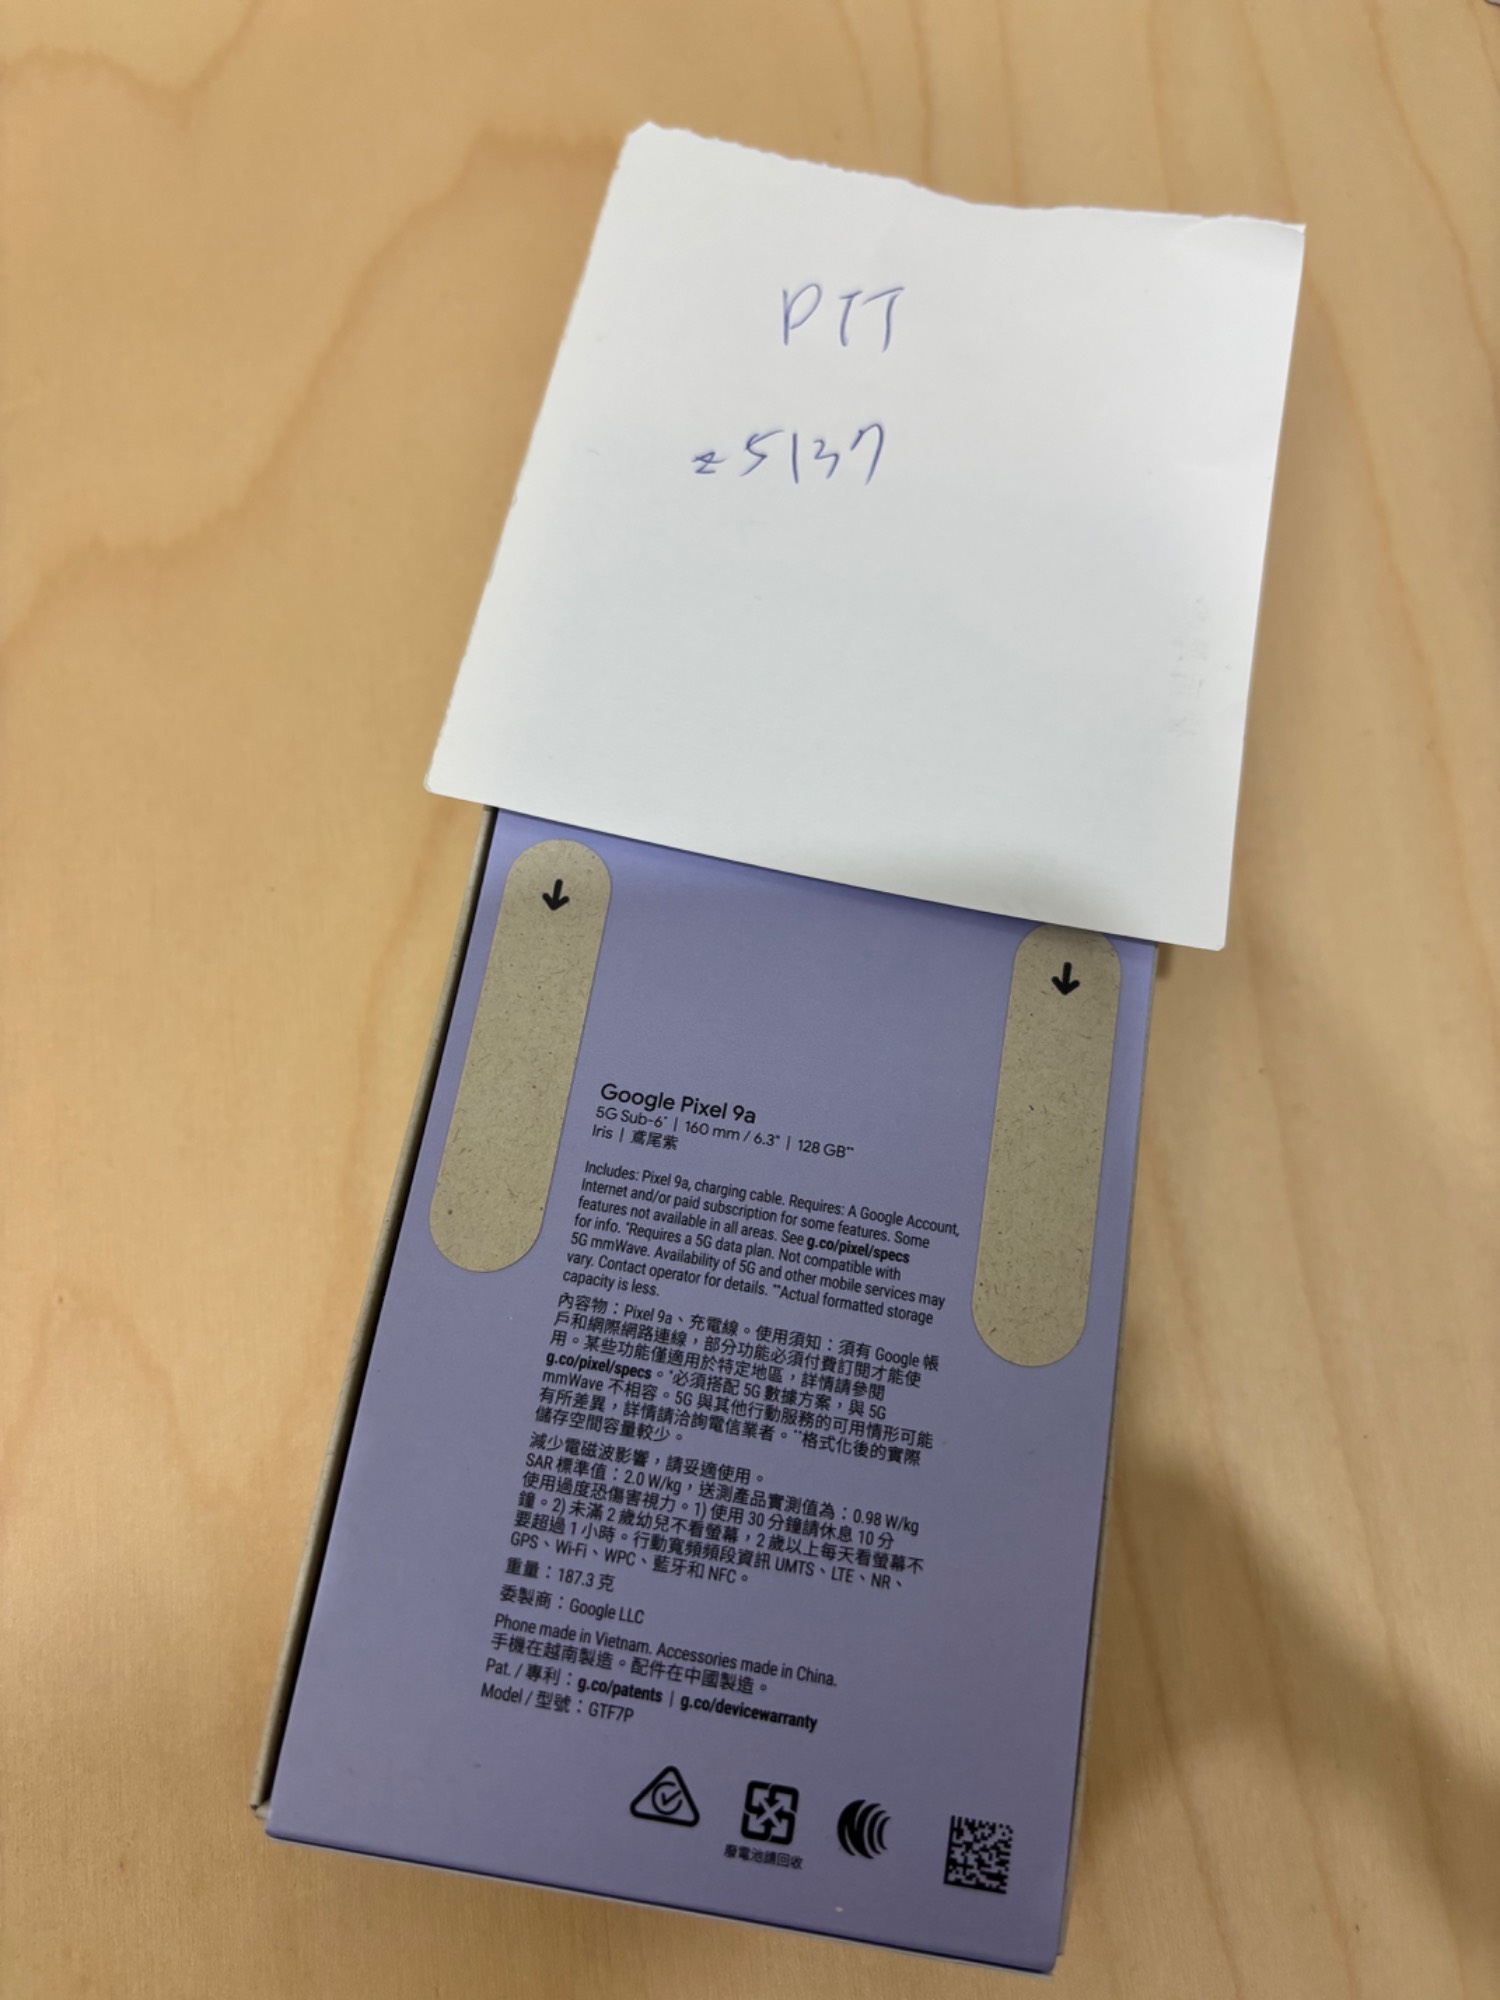 PTT
z5137
Google Pixel 9a
5G Sub-6* | 160 mm / 6.3" | 128 GB**
Iris | 鳶尾紫
Includes: Pixel 9a, charging cable. Requires: A Google Account,
Internet and/or paid subscription for some features. Some
features not available in all areas. See g.co/pixel/specs
for info. *Requires a 5G data plan. Not compatible with
5G mmWave. Availability of 5G and other mobile services may
vary. Contact operator for details. **Actual formatted storage
capacity is less.
內容物：Pixel 9a、充電線。使用須知：須有 Google 帳
戶和網際網路連線，部分功能必須付費訂閱才能使
用。某些功能僅適用於特定地區，詳情請參閱
g.co/pixel/specs。*必須搭配 5G 數據方案，與 5G
mmWave 不相容。5G 與其他行動服務的可用情形可能
有所差異，詳情請洽詢電信業者。**格式化後的實際
儲存空間容量較少。
減少電磁波影響，請妥適使用。
SAR 標準值：2.0 W/kg，送測產品實測值為：0.98 W/kg
使用過度恐傷害視力。1) 使用 30 分鐘請休息 10 分
鐘。2) 未滿 2 歲幼兒不看螢幕，2 歲以上每天看螢幕不
要超過 1 小時。行動寬頻頻段資訊 UMTS、LTE、NR、
GPS、Wi-Fi、WPC、藍牙和 NFC。
重量：187.3 克
委製商：Google LLC
Phone made in Vietnam. Accessories made in China.
手機在越南製造。配件在中國製造。
Pat. / 專利：g.co/patents | g.co/devicewarranty
Model / 型號：GTF7P
廢電池請回收